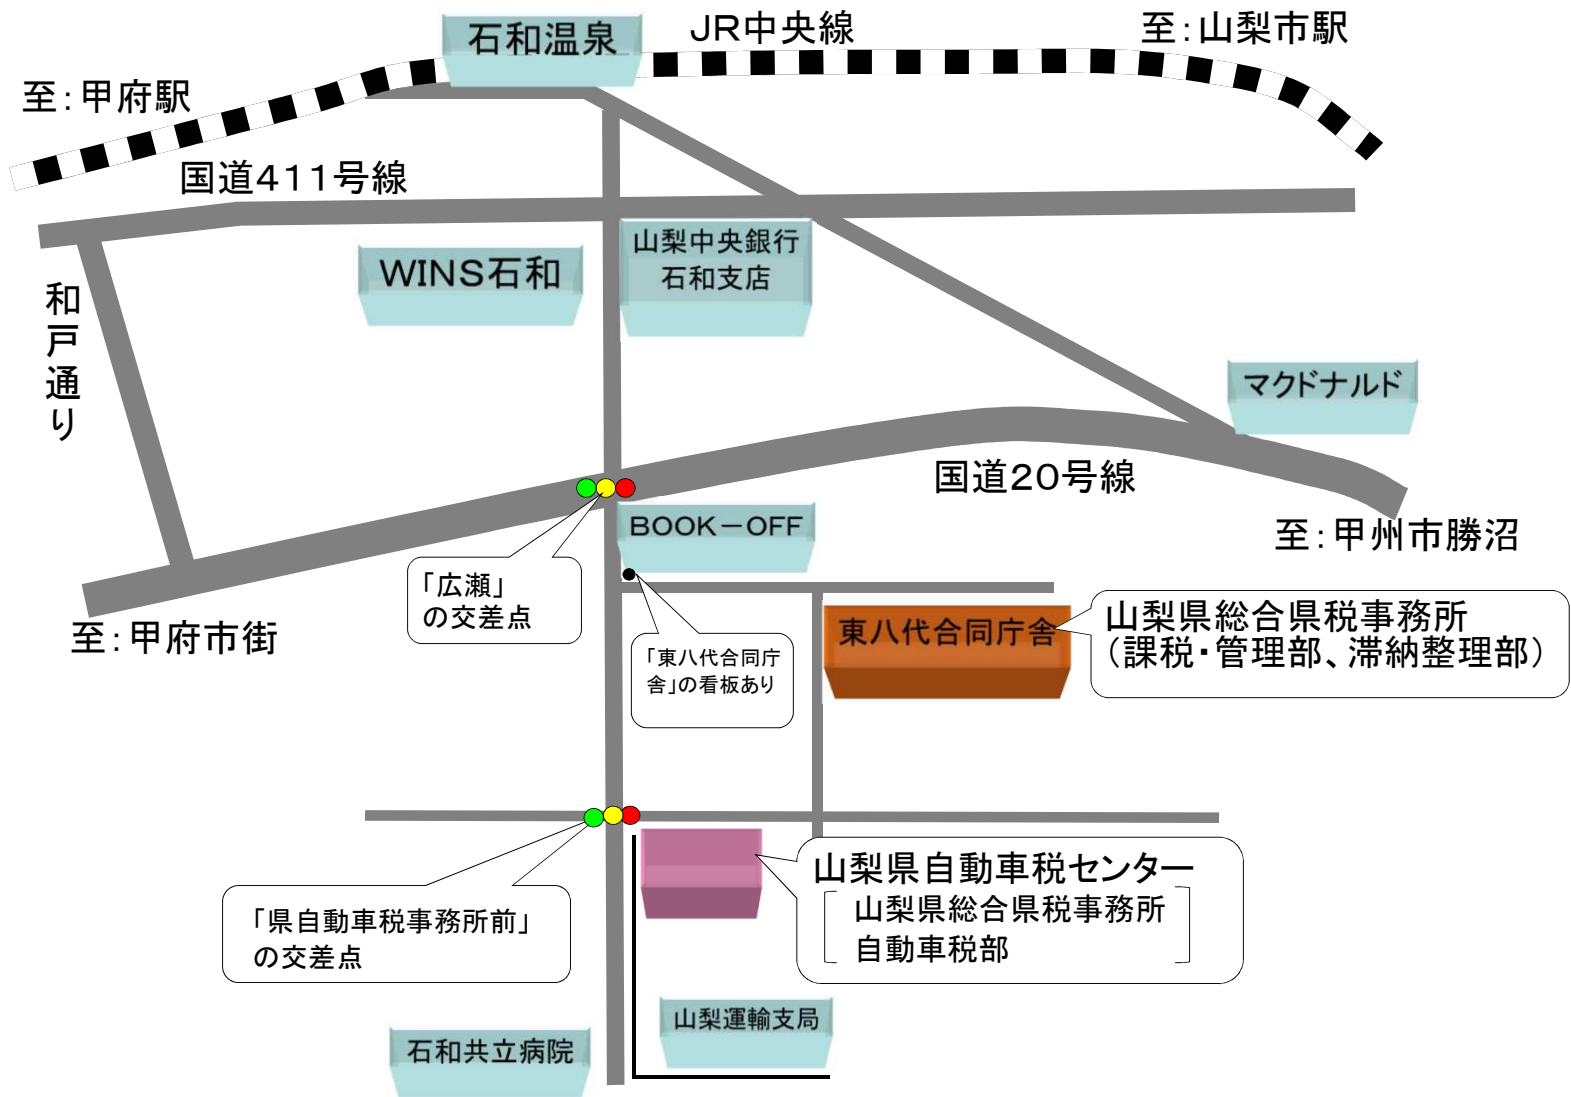 石和温泉
JR中央線
至：山梨市駅
至：甲府駅
国道411号線
山梨中央銀行
石和支店
WINS石和
和戸通り
マクドナルド
国道20号線
BOOK－OFF
至：甲州市勝沼
「広瀬」
の交差点
至：甲府市街
東八代合同庁舎
山梨県総合県税事務所
（課税・管理部、滞納整理部）
「東八代合同庁
舎」の看板あり
山梨県自動車税センター
山梨県総合県税事務所
自動車税部
「県自動車税事務所前」
の交差点
山梨運輸支局
石和共立病院